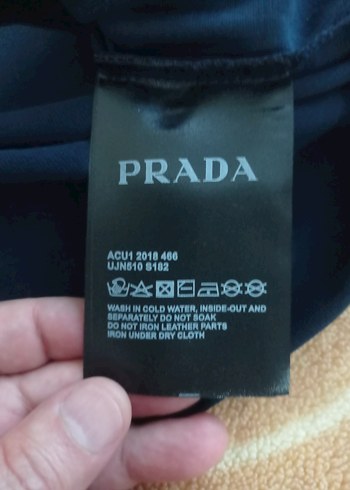 PRADA
ACU1 2018 466
UJN510 S182
WASH IN COLD WATER, INSIDE-OUT AND
SEPARATELY DO NOT SOAK
DO NOT IRON LEATHER PARTS
IRON UNDER DRY CLOTH